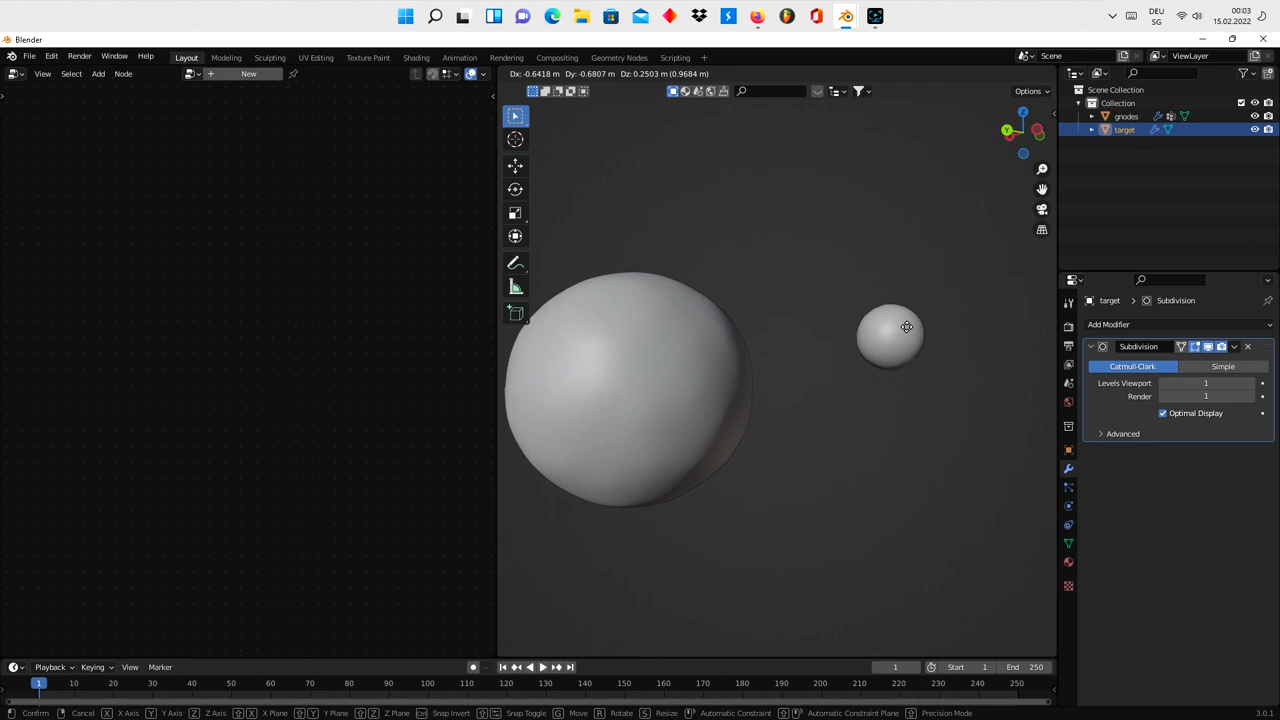 DEU
SG
00:03
15.02.2022
Blender
File Edit Render Window Help
Layout Modeling Sculpting UV Editing Texture Paint Shading Animation Rendering Compositing Geometry Nodes Scripting +
Scene
ViewLayer
View Select Add Node
+ New
Dx: -0.6418 m Dy: -0.6807 m Dz: 0.2503 m (0.9684 m)
Options
Z
Y
Scene Collection
Collection
gnodes
target
target > Subdivision
Add Modifier
Subdivision
Catmull-Clark Simple
Levels Viewport 1
Render 1
Optimal Display
Advanced
Playback Keying View Marker
1 Start 1 End 250
1 10 20 30 40 50 60 70 80 90 100 110 120 130 140 150 160 170 180 190 200 210 220 230 240 250
Confirm Cancel X X Axis Y Y Axis Z Z Axis X X Plane Y Y Plane Z Z Plane Snap Invert Snap Toggle G Move R Rotate S Resize Automatic Constraint Automatic Constraint Plane Precision Mode 3.0.1